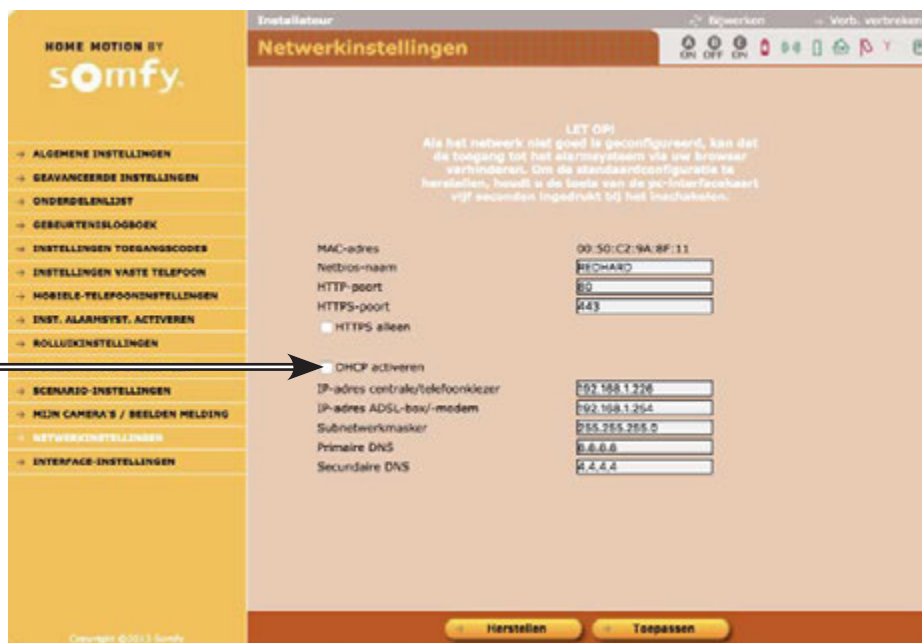 Installateur
Bijwerken
Verb. verbreken
HOME MOTION BY
somfy.
Netwerkinstellingen
A ON
B OFF
C ON
LET OP!
Als het netwerk niet goed is geconfigureerd, kan dat
de toegang tot het alarmsysteem via uw browser
verhinderen. Om de standaardconfiguratie te
herstellen, houdt u de toets van de pc-interfacekaart
vijf seconden ingedrukt bij het inschakelen.
ALGEMENE INSTELLINGEN
GEAVANCEERDE INSTELLINGEN
ONDERDELENLIJST
GEBEURTENISLOGBOEK
INSTELLINGEN TOEGANGSCODES
INSTELLINGEN VASTE TELEFOON
MOBIELE-TELEFOONINSTELLINGEN
INST. ALARMSYST. ACTIVEREN
ROLLUIKINSTELLINGEN
SCENARIO-INSTELLINGEN
MIJN CAMERA'S / BEELDEN MELDING
NETWERKINSTELLINGEN
INTERFACE-INSTELLINGEN
MAC-adres 00:50:C2:9A:8F:11
Netbios-naam
HTTP-poort 80
HTTPS-poort 443
HTTPS alleen
DHCP activeren
IP-adres centrale/telefoonkiezer 192.168.1.226
IP-adres ADSL-box/-modem 192.168.1.254
Subnetwerkmasker 255.255.255.0
Primaire DNS
Secundaire DNS 4.4.4.4
Herstellen
Toepassen
Copyright ©2013 Somfy